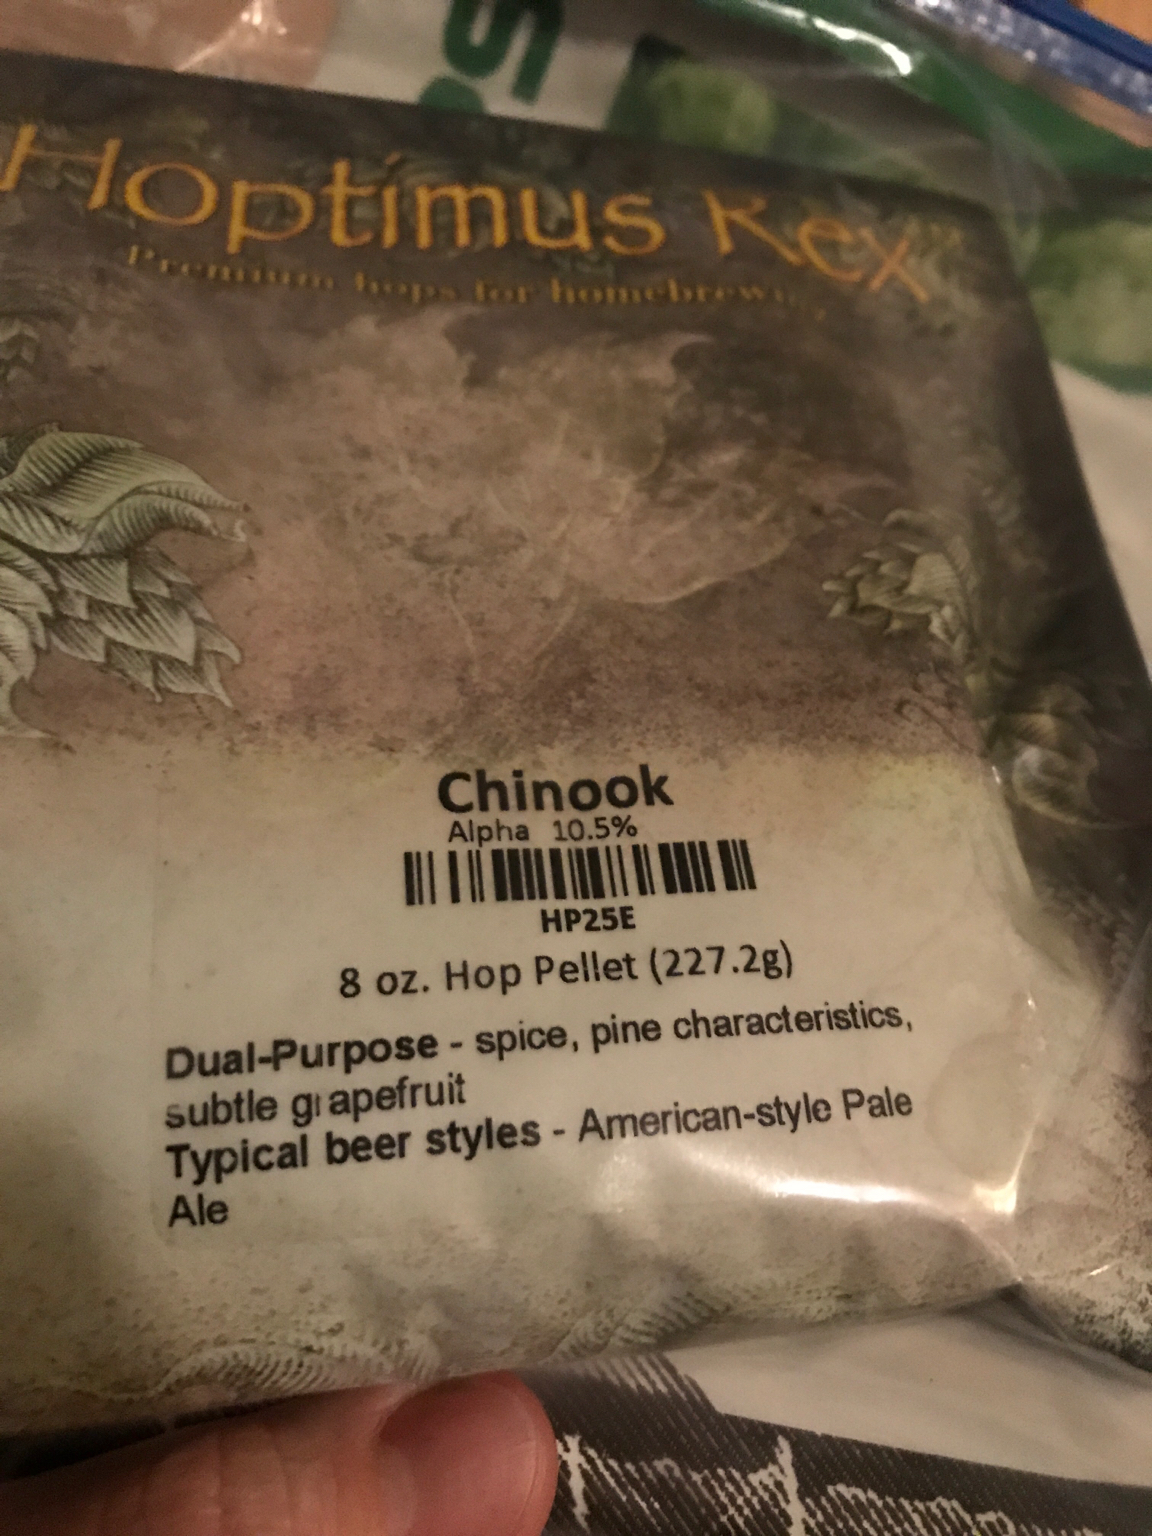 S
Hoptimus Rex
Premium hops for homebrewing
Chinook
Alpha 10.5%
HP25E
8 oz. Hop Pellet (227.2g)
Dual-Purpose - spice, pine characteristics,
subtle grapefruit
Typical beer styles - American-style Pale
Ale